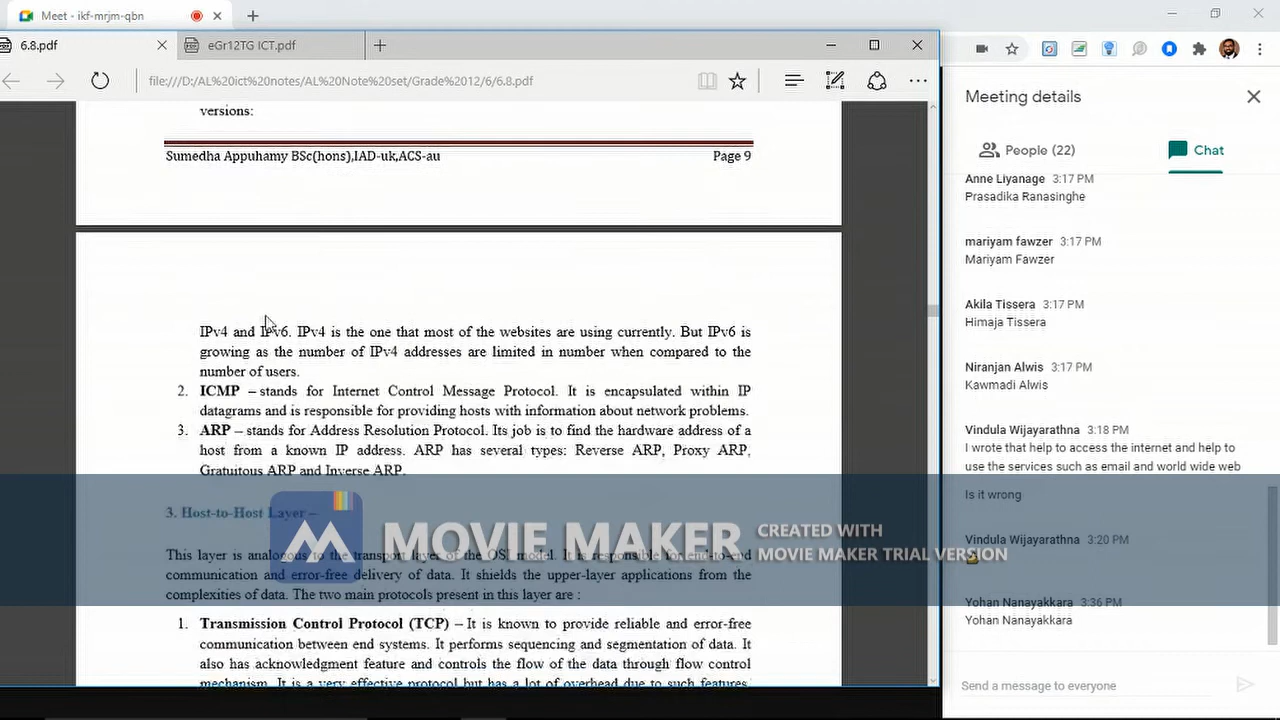 Meet - ikf-mrjm-qbn
6.8.pdf
eGr12TG ICT.pdf
file:///D:/AL%20ict%20notes/AL%20Note%20set/Grade%2012/6/6.8.pdf
versions:
Sumedha Appuhamy BSc(hons),IAD-uk,ACS-au Page 9
IPv4 and IPv6. IPv4 is the one that most of the websites are using currently. But IPv6 is
growing as the number of IPv4 addresses are limited in number when compared to the
number of users.
2. ICMP – stands for Internet Control Message Protocol. It is encapsulated within IP
datagrams and is responsible for providing hosts with information about network problems.
3. ARP – stands for Address Resolution Protocol. Its job is to find the hardware address of a
host from a known IP address. ARP has several types: Reverse ARP, Proxy ARP,
Gratuitous ARP and Inverse ARP.
3. Host-to-Host Layer –
MOVIE MAKER
CREATED WITH
MOVIE MAKER TRIAL VERSION
This layer is analogous to the transport layer of the OSI model. It is responsible for end-to-end
communication and error-free delivery of data. It shields the upper-layer applications from the
complexities of data. The two main protocols present in this layer are :
1. Transmission Control Protocol (TCP) – It is known to provide reliable and error-free
communication between end systems. It performs sequencing and segmentation of data. It
also has acknowledgment feature and controls the flow of the data through flow control
mechanism. It is a very effective protocol but has a lot of overhead due to such features.
Meeting details
People (22)
Chat
Anne Liyanage 3:17 PM
Prasadika Ranasinghe
mariyam fawzer 3:17 PM
Mariyam Fawzer
Akila Tissera 3:17 PM
Himaja Tissera
Niranjan Alwis 3:17 PM
Kawmadi Alwis
Vindula Wijayarathna 3:18 PM
I wrote that help to access the internet and help to
use the services such as email and world wide web
Is it wrong
Vindula Wijayarathna 3:20 PM
Yohan Nanayakkara 3:36 PM
Yohan Nanayakkara
Send a message to everyone